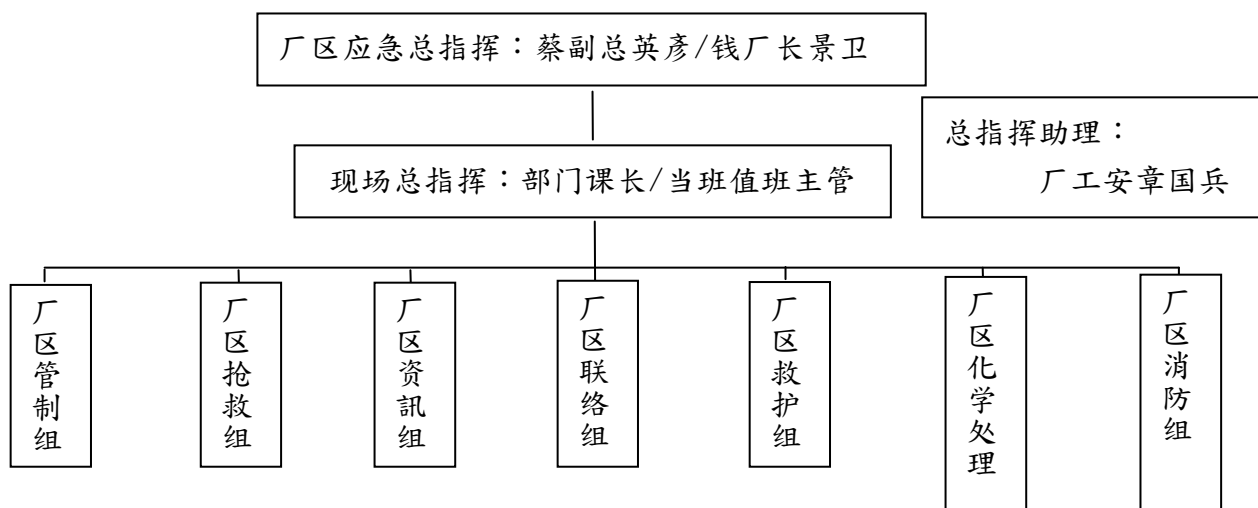 厂区应急总指挥：蔡副总英彦/钱厂长景卫
总指挥助理：
厂工安章国兵
现场总指挥：部门课长/当班值班主管
厂区管制组
厂区抢救组
厂区资訊组
厂区联络组
厂区救护组
厂区化学处理
厂区消防组